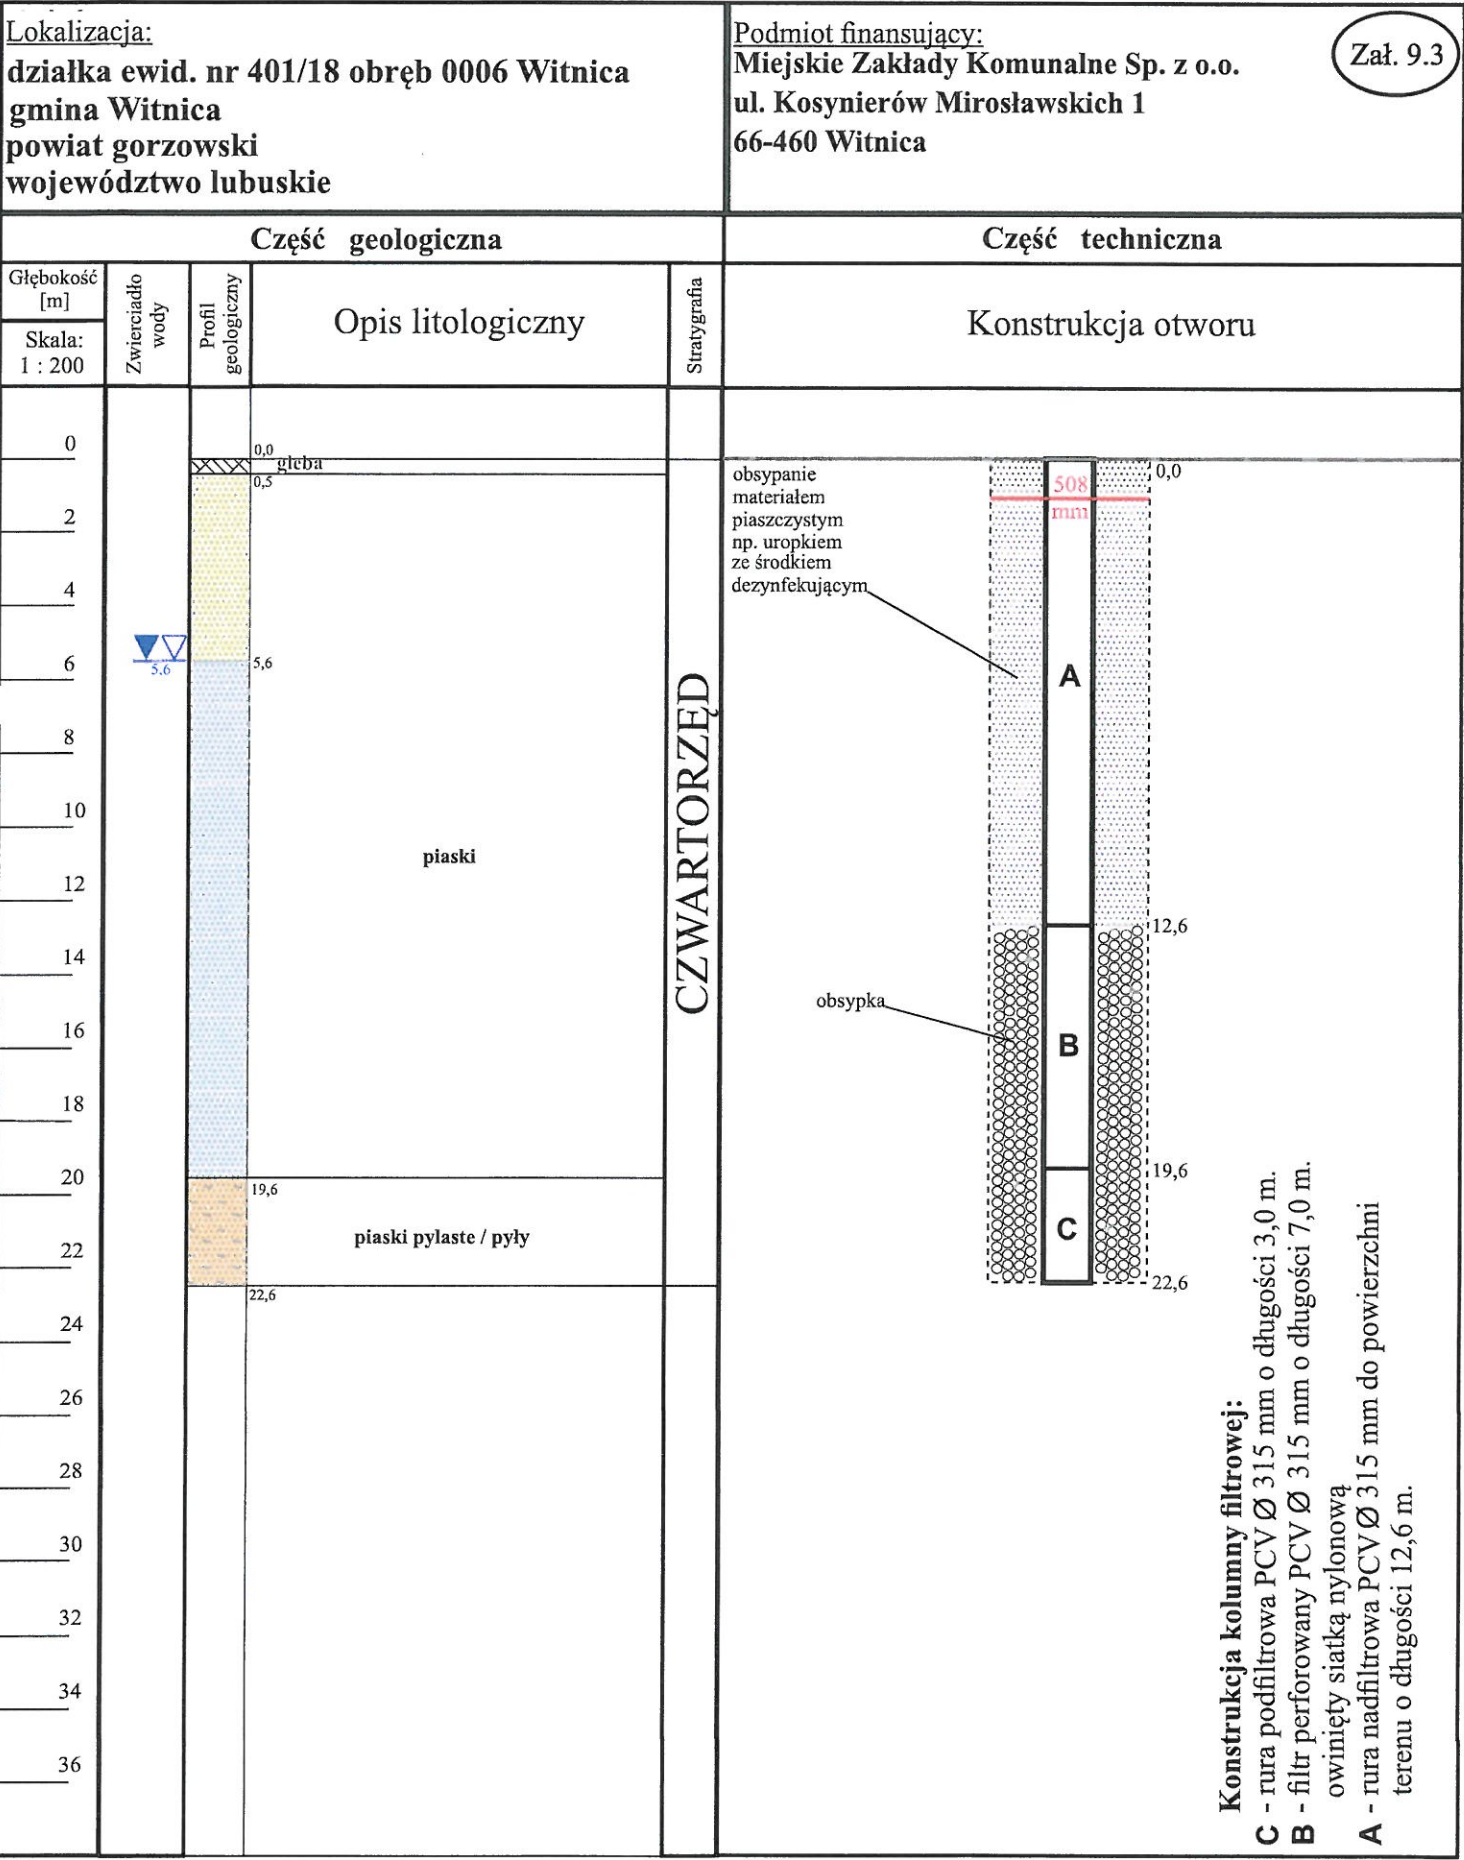 Lokalizacja:
działka ewid. nr 401/18 obręb 0006 Witnica
gmina Witnica
powiat gorzowski
województwo lubuskie
Podmiot finansujący:
Miejskie Zakłady Komunalne Sp. z o.o.
ul. Kosynierów Mirosławskich 1
66-460 Witnica
Zał. 9.3
Część geologiczna
Część techniczna
Głębokość
[m]
Skala:
1 : 200
Zwierciadło
wody
Profil
geologiczny
Opis litologiczny
Stratygrafia
Konstrukcja otworu
0
2
4
6
8
10
12
14
16
18
20
22
24
26
28
30
32
34
36
5,6
0,0
gleba
0,5
5,6
piaski
19,6
piaski pylaste / pyły
22,6
CZWARTORZĘD
obsypanie
materiałem
piaszczystym
np. uropkiem
ze środkiem
dezynfekującym
obsypka
508
mm
A
B
C
0,0
12,6
19,6
22,6
Konstrukcja kolumny filtrowej:
C - rura podfiltrowa PCV Ø 315 mm o długości 3,0 m.
B - filtr perforowany PCV Ø 315 mm o długości 7,0 m.
owinięty siatką nylonową
A - rura nadfiltrowa PCV Ø 315 mm do powierzchni
terenu o długości 12,6 m.